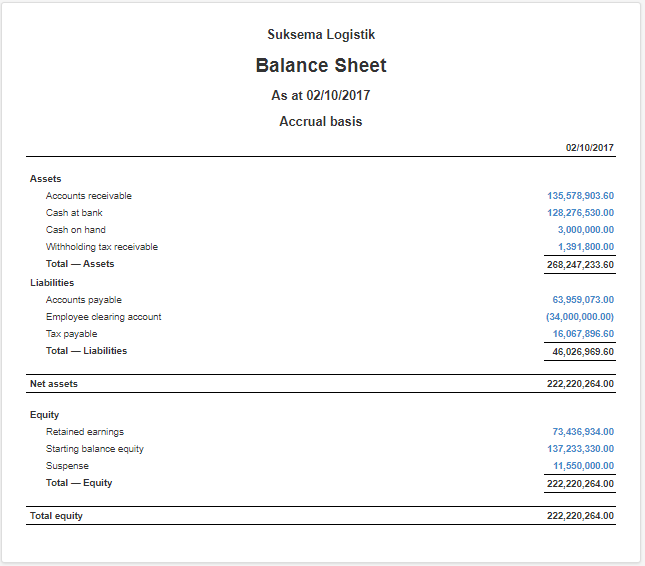 Suksema Logistik
Balance Sheet
As at 02/10/2017
Accrual basis
02/10/2017
Assets
Accounts receivable 135,578,903.60
Cash at bank 128,276,530.00
Cash on hand 3,000,000.00
Withholding tax receivable 1,391,800.00
Total — Assets 268,247,233.60
Liabilities
Accounts payable 63,959,073.00
Employee clearing account (34,000,000.00)
Tax payable 16,067,896.60
Total — Liabilities 46,026,969.60
Net assets 222,220,264.00
Equity
Retained earnings 73,436,934.00
Starting balance equity 137,233,330.00
Suspense 11,550,000.00
Total — Equity 222,220,264.00
Total equity 222,220,264.00